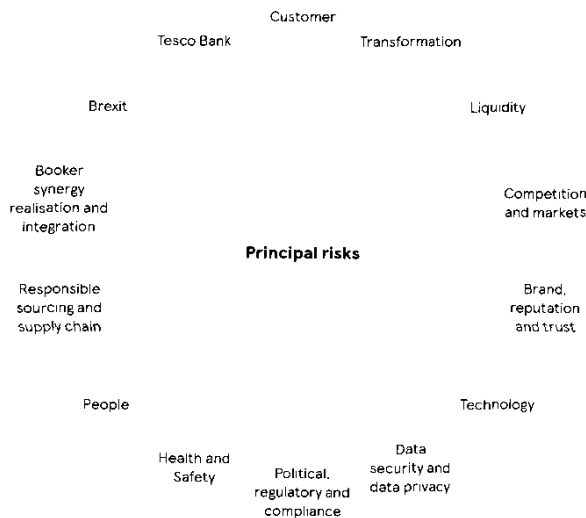 Customer
Transformation
Liquidity
Competition
and markets
Brand,
reputation
and trust
Technology
Data
security and
data privacy
Political,
regulatory and
compliance
Health and
Safety
People
Responsible
sourcing and
supply chain
Booker
synergy
realisation and
integration
Brexit
Tesco Bank
Principal risks